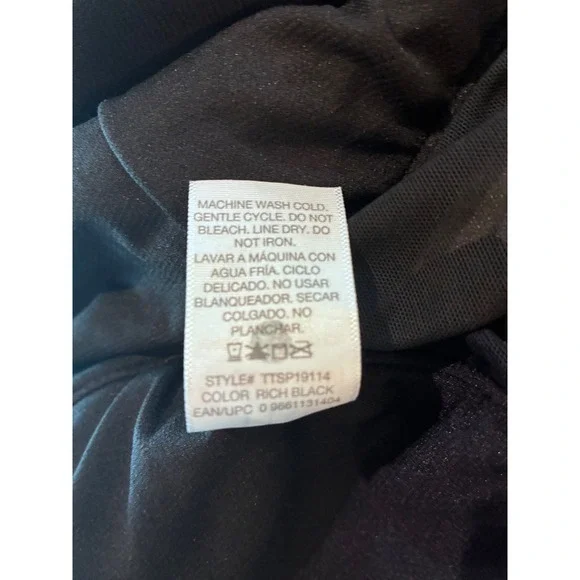 MACHINE WASH COLD.
GENTLE CYCLE. DO NOT
BLEACH. LINE DRY. DO
NOT IRON.
LAVAR A MÁQUINA CON
AGUA FRÍA. CICLO
DELICADO. NO USAR
BLANQUEADOR. SECAR
COLGADO. NO
PLANCHAR.
STYLE# TTSP19114
COLOR RICH BLACK
EAN/UPC 0 9861131404